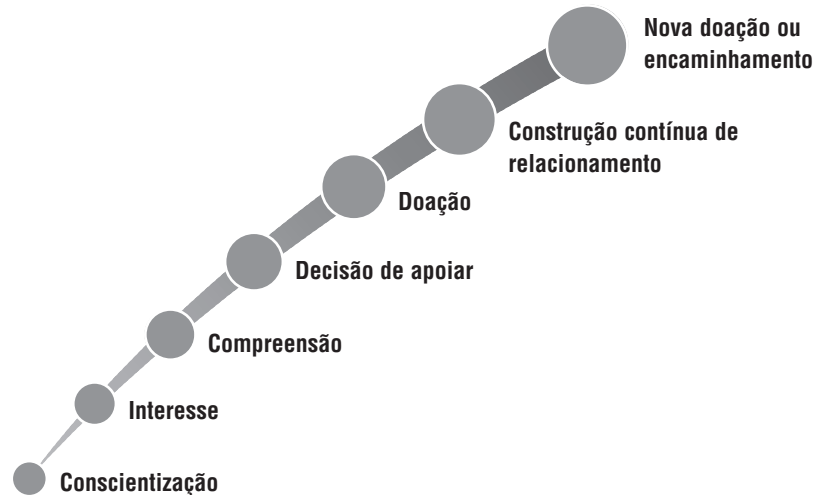 Nova doação ou
encaminhamento
Construção contínua de
relacionamento
Doação
Decisão de apoiar
Compreensão
Interesse
Conscientização